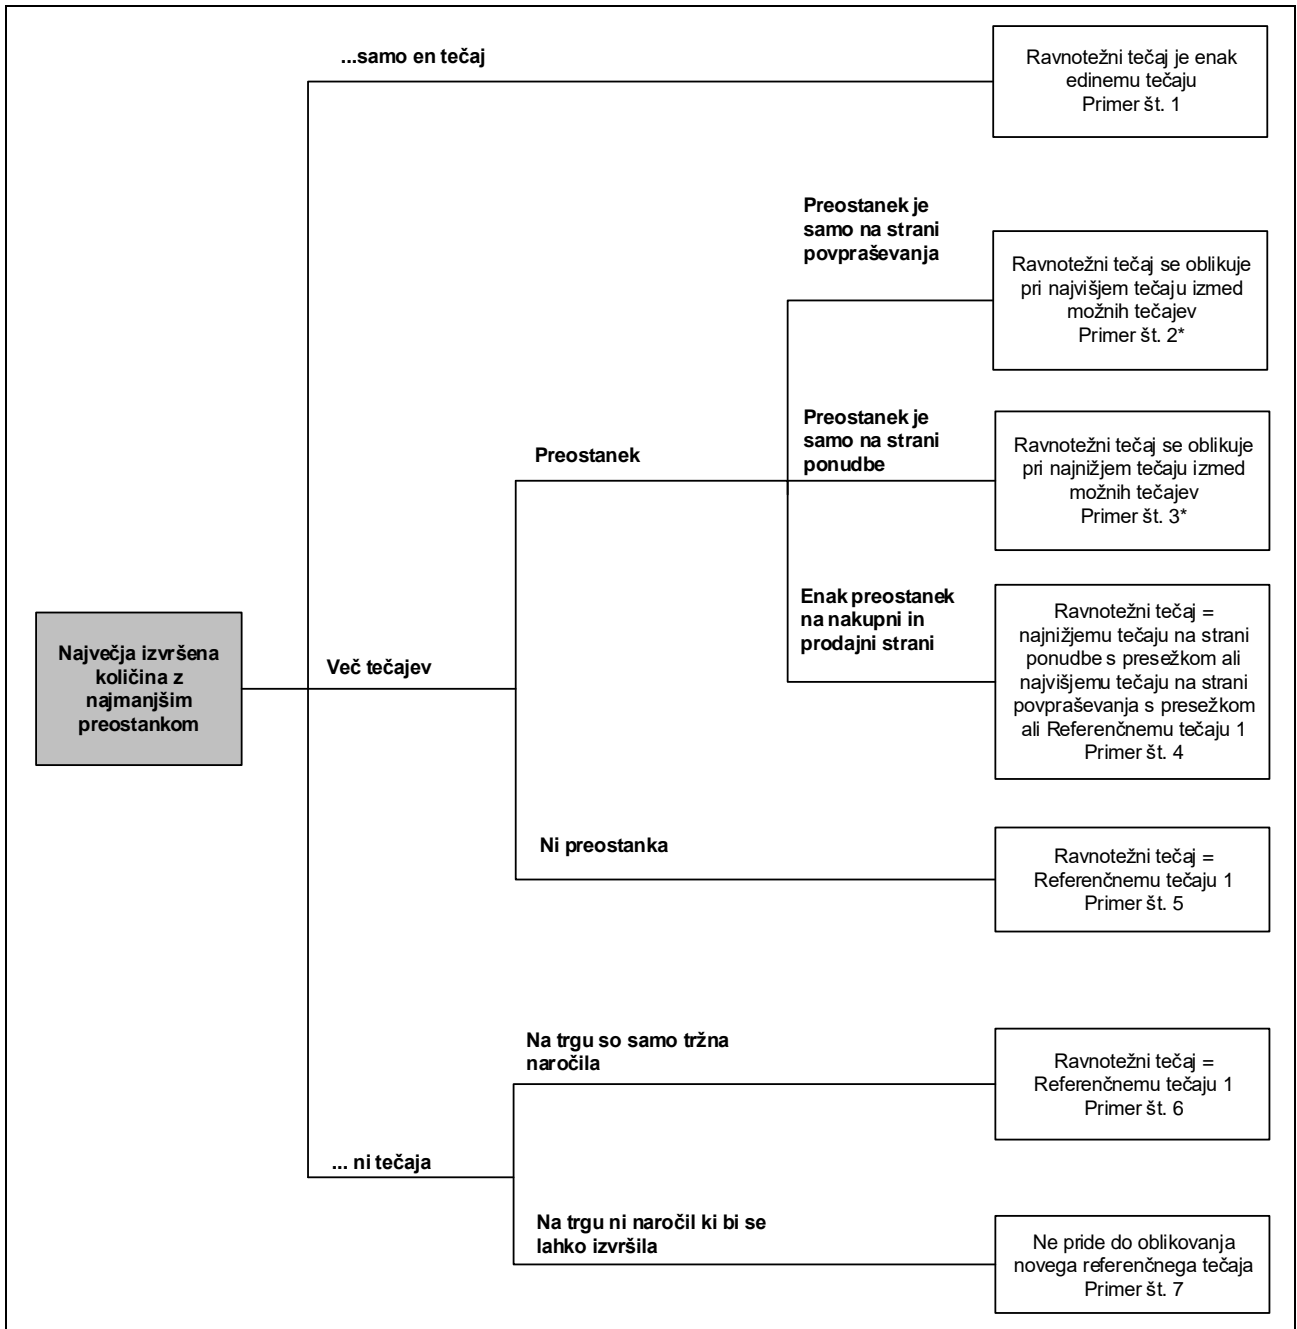 ...samo en tečaj
Ravnotežni tečaj je enak
edinemu tečaju
Primer št. 1
Preostanek je
samo na strani
povpraševanja
Ravnotežni tečaj se oblikuje
pri najvišjem tečaju izmed
možnih tečajev
Primer št. 2*
Preostanek
Preostanek je
samo na strani
ponudbe
Ravnotežni tečaj se oblikuje
pri najnižjem tečaju izmed
možnih tečajev
Primer št. 3*
Enak preostanek
na nakupni in
prodajni strani
Ravnotežni tečaj =
najnižjemu tečaju na strani
ponudbe s presežkom ali
najvišjemu tečaju na strani
povpraševanja s presežkom
ali Referenčnemu tečaju 1
Primer št. 4
Največja izvršena
količina z
najmanjšim
preostankom
Več tečajev
Ni preostanka
Ravnotežni tečaj =
Referenčnemu tečaju 1
Primer št. 5
Na trgu so samo tržna
naročila
Ravnotežni tečaj =
Referenčnemu tečaju 1
Primer št. 6
... ni tečaja
Na trgu ni naročil ki bi se
lahko izvršila
Ne pride do oblikovanja
novega referenčnega tečaja
Primer št. 7